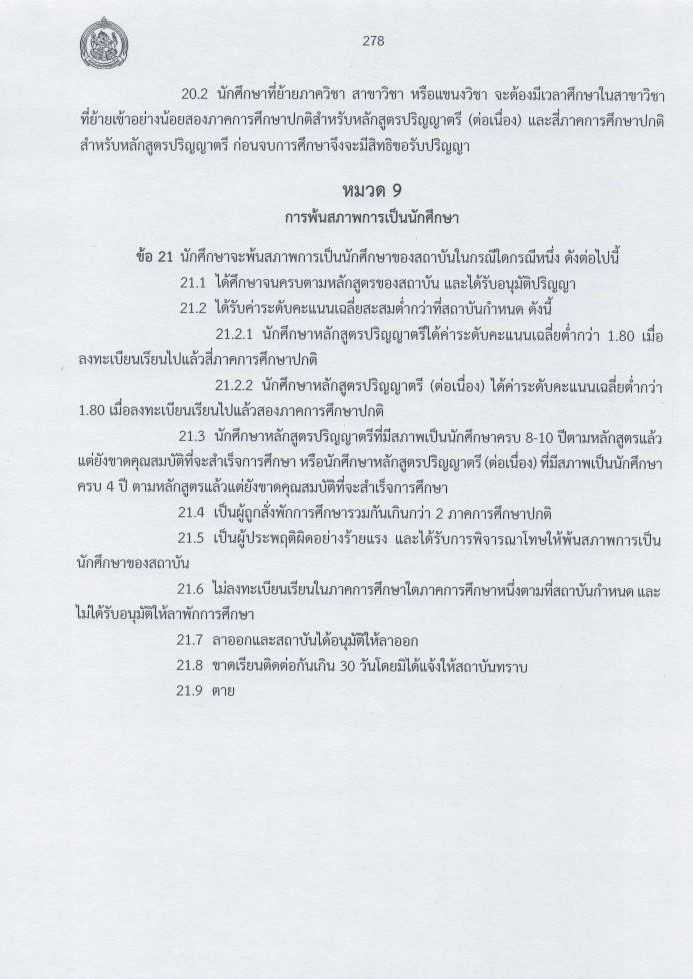 278
20.2 นักศึกษาที่ย้ายภาควิชา สาขาวิชา หรือแขนงวิชา จะต้องมีเวลาศึกษาในสาขาวิชา
ที่ย้ายเข้าอย่างน้อยสองภาคการศึกษาปกติสำหรับหลักสูตรปริญญาตรี (ต่อเนื่อง) และสี่ภาคการศึกษาปกติ
สำหรับหลักสูตรปริญญาตรี ก่อนจบการศึกษาจึงจะมีสิทธิขอรับปริญญา
หมวด 9
การพ้นสภาพการเป็นนักศึกษา
ข้อ 21 นักศึกษาจะพ้นสภาพการเป็นนักศึกษาของสถาบันในกรณีใดกรณีหนึ่ง ดังต่อไปนี้
21.1 ได้ศึกษาจนครบตามหลักสูตรของสถาบัน และได้รับอนุมัติปริญญา
21.2 ได้รับค่าระดับคะแนนเฉลี่ยสะสมต่ำกว่าที่สถาบันกำหนด ดังนี้
21.2.1 นักศึกษาหลักสูตรปริญญาตรีได้ค่าระดับคะแนนเฉลี่ยต่ำกว่า 1.80 เมื่อ
ลงทะเบียนเรียนไปแล้วสี่ภาคการศึกษาปกติ
21.2.2 นักศึกษาหลักสูตรปริญญาตรี (ต่อเนื่อง) ได้ค่าระดับคะแนนเฉลี่ยต่ำกว่า
1.80 เมื่อลงทะเบียนเรียนไปแล้วสองภาคการศึกษาปกติ
21.3 นักศึกษาหลักสูตรปริญญาตรีที่มีสภาพเป็นนักศึกษาครบ 8-10 ปีตามหลักสูตรแล้ว
แต่ยังขาดคุณสมบัติที่จะสำเร็จการศึกษา หรือนักศึกษาหลักสูตรปริญญาตรี (ต่อเนื่อง) ที่มีสภาพเป็นนักศึกษา
ครบ 4 ปี ตามหลักสูตรแล้วแต่ยังขาดคุณสมบัติที่จะสำเร็จการศึกษา
21.4 เป็นผู้ถูกสั่งพักการศึกษารวมกันเกินกว่า 2 ภาคการศึกษาปกติ
21.5 เป็นผู้ประพฤติผิดอย่างร้ายแรง และได้รับการพิจารณาโทษให้พ้นสภาพการเป็น
นักศึกษาของสถาบัน
21.6 ไม่ลงทะเบียนเรียนในภาคการศึกษาใดภาคการศึกษาหนึ่งตามที่สถาบันกำหนด และ
ไม่ได้รับอนุมัติให้ลาพักการศึกษา
21.7 ลาออกและสถาบันได้อนุมัติให้ลาออก
21.8 ขาดเรียนติดต่อกันเกิน 30 วันโดยมิได้แจ้งให้สถาบันทราบ
21.9 ตาย